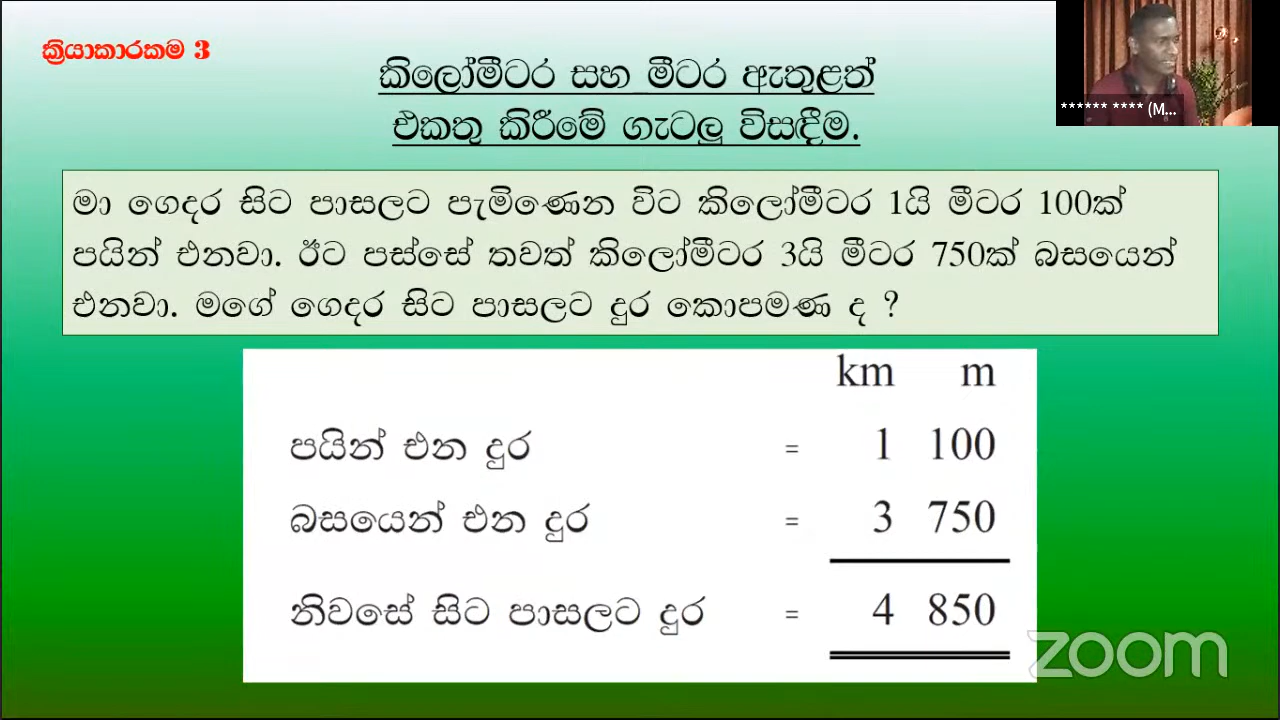 ක්‍රියාකාරකම 3
කිලෝමීටර සහ මීටර ඇතුළත්
එකතු කිරීමේ ගැටලු විසඳීම.
****** **** (M...
මා ගෙදර සිට පාසලට පැමිණෙන විට කිලෝමීටර 1යි මීටර 100ක්
පයින් එනවා. ඊට පස්සේ තවත් කිලෝමීටර 3යි මීටර 750ක් බසයෙන්
එනවා. මගේ ගෙදර සිට පාසලට දුර කොපමණ ද ?
km m
පයින් එන දුර = 1 100
බසයෙන් එන දුර = 3 750
නිවසේ සිට පාසලට දුර = 4 850
zoom